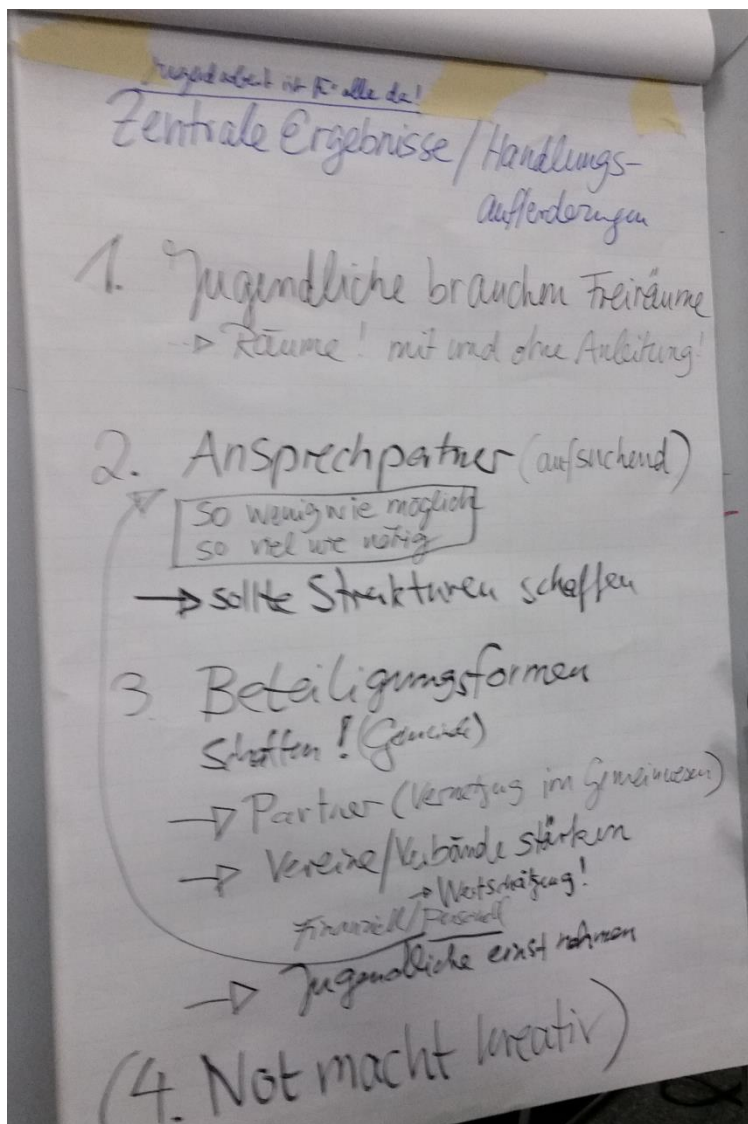 Jugendarbeit ist für alle da!
Zentrale Ergebnisse/Handlungs-
aufforderungen
1. Jugendliche brauchen Freiräume
→ Räume! mit und ohne Anleitung!
2. Ansprechpartner (aufsuchend)
So wenig wie möglich
so viel wie nötig
→ sollte Strukturen schaffen
3 Beteiligungsformen
schaffen! (Gemeinde)
→ Partner (Vernetzug im Gemeinwesen)
→ Vereine/Verbände stärken
→ Wertschätzug!
Finanziell/Personell
→ Jugendliche ernst nehmen
(4. Not macht kreativ)